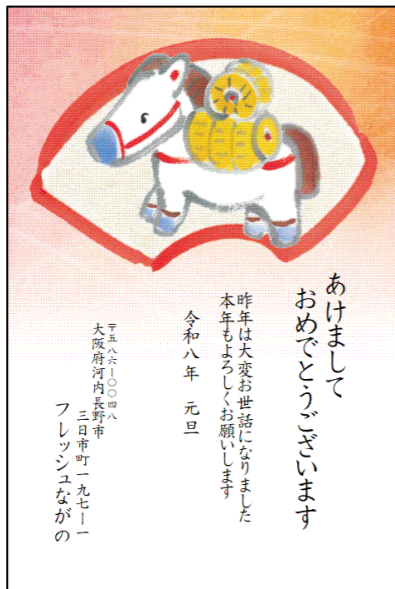 あけまして
おめでとうございます
昨年は大変お世話になりました
本年もよろしくお願いします
令和八年　元旦
〒五八六ー〇〇四八
大阪府河内長野市
三日市町一九七ー一
フレッシュながの